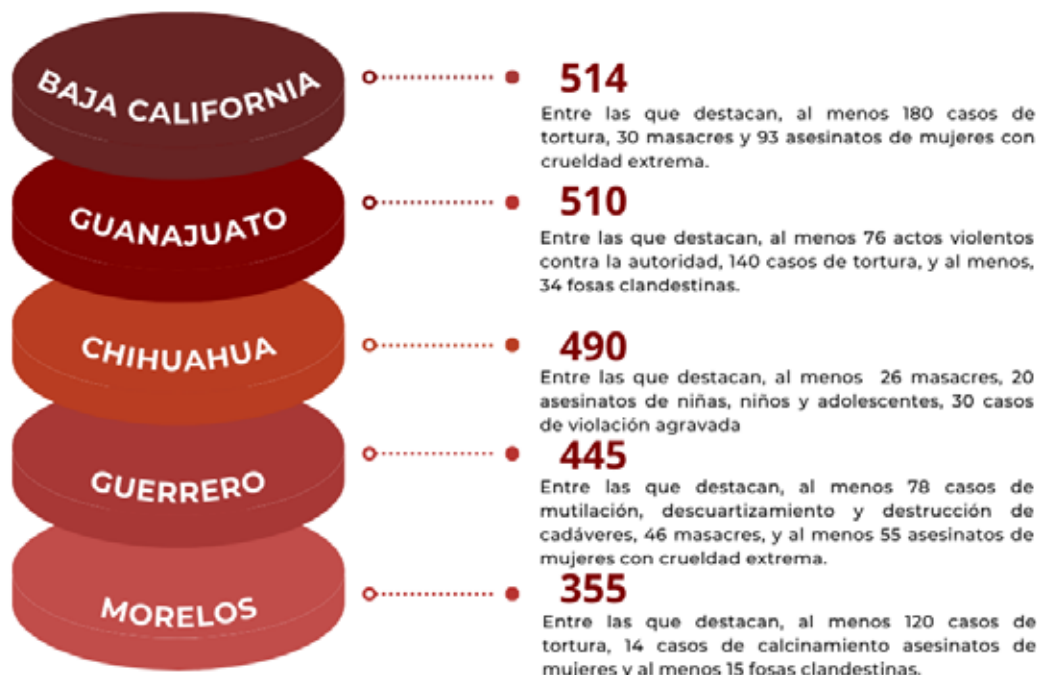 BAJA CALIFORNIA
514
Entre las que destacan, al menos 180 casos de
tortura, 30 masacres y 93 asesinatos de mujeres con
crueldad extrema.
GUANAJUATO
510
Entre las que destacan, al menos 76 actos violentos
contra la autoridad, 140 casos de tortura, y al menos,
34 fosas clandestinas.
CHIHUAHUA
490
Entre las que destacan, al menos 26 masacres, 20
asesinatos de niñas, niños y adolescentes, 30 casos
de violación agravada
GUERRERO
445
Entre las que destacan, al menos 78 casos de
mutilación, descuartizamiento y destrucción de
cadáveres, 46 masacres, y al menos 55 asesinatos de
mujeres con crueldad extrema.
MORELOS
355
Entre las que destacan, al menos 120 casos de
tortura, 14 casos de calcinamiento asesinatos de
mujeres y al menos 15 fosas clandestinas.